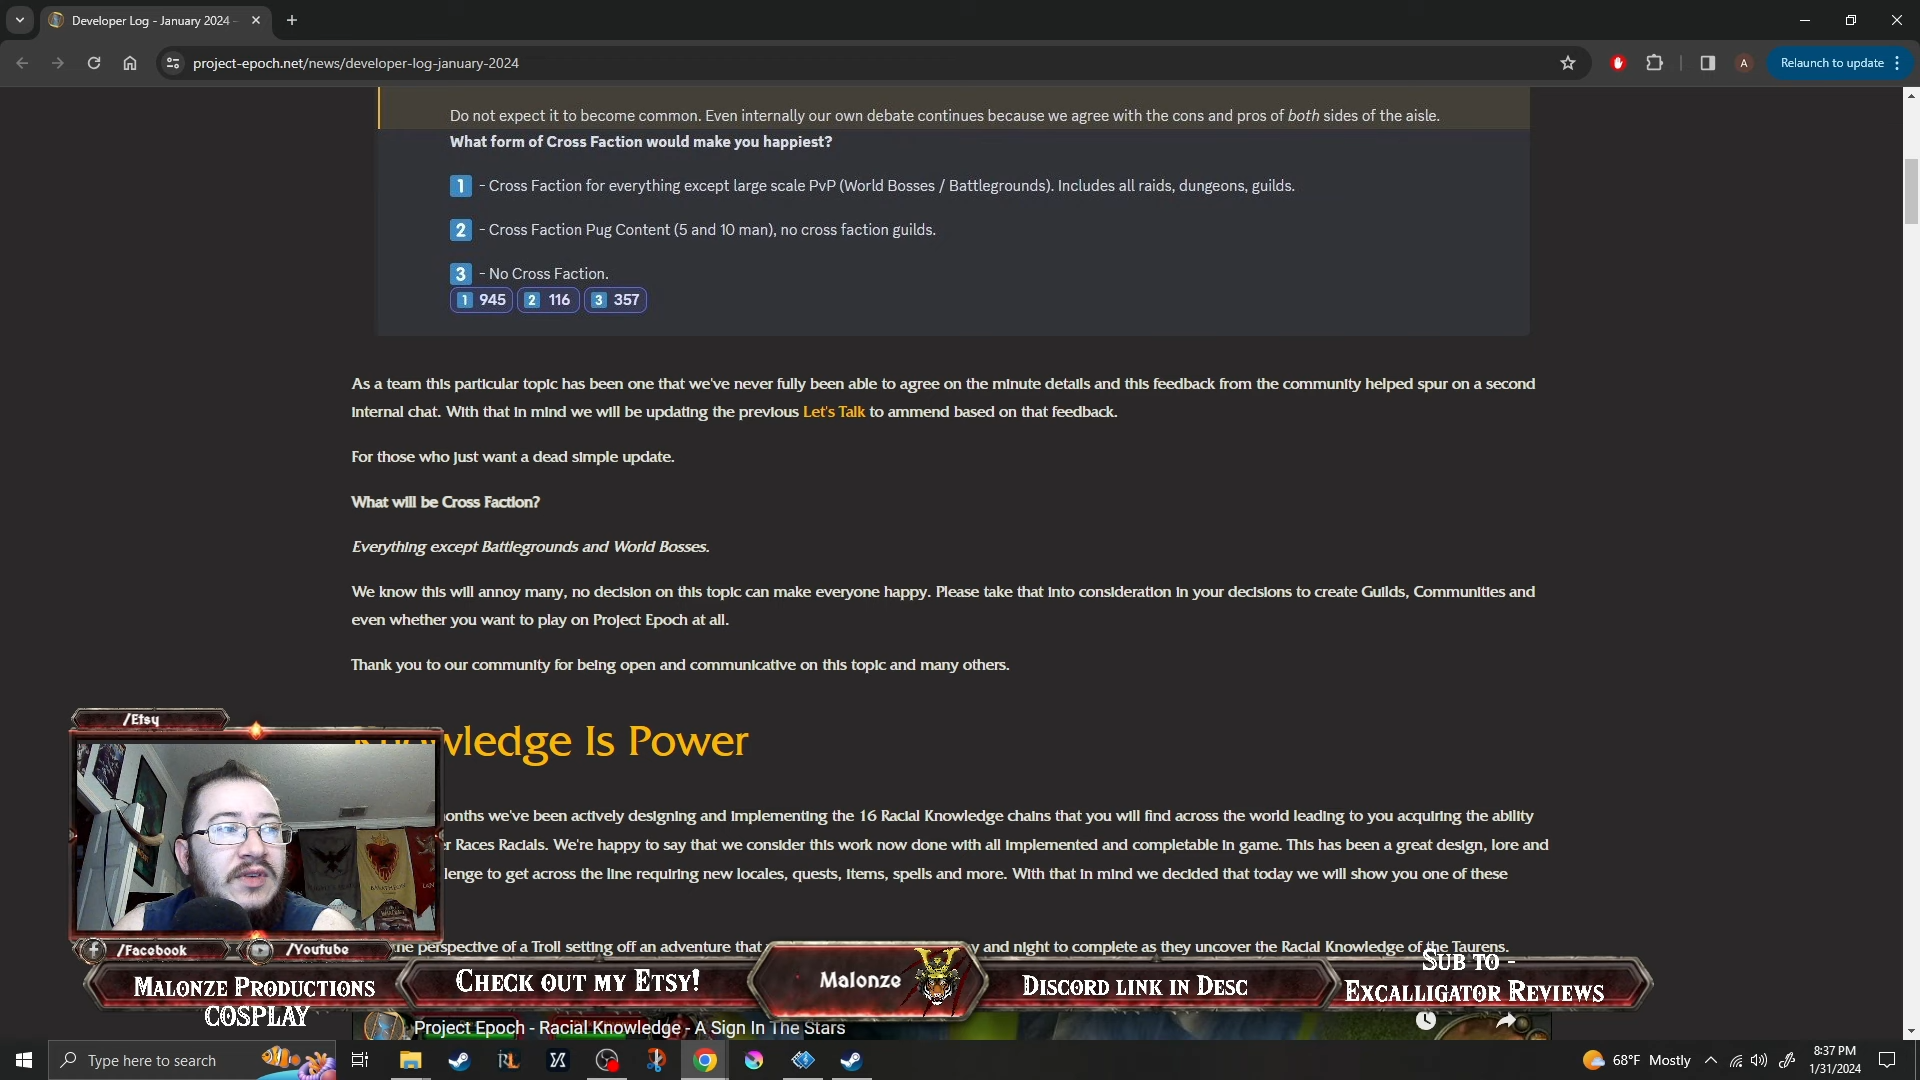 Developer Log - January 2024 -
project-epoch.net/news/developer-log-january-2024
A
Relaunch to update
Do not expect it to become common. Even internally our own debate continues because we agree with the cons and pros of both sides of the aisle.
What form of Cross Faction would make you happiest?
1 - Cross Faction for everything except large scale PvP (World Bosses / Battlegrounds). Includes all raids, dungeons, guilds.
2 - Cross Faction Pug Content (5 and 10 man), no cross faction guilds.
3 - No Cross Faction.
1 945 2 116 3 357
As a team this particular topic has been one that we've never fully been able to agree on the minute details and this feedback from the community helped spur on a second
internal chat. With that in mind we will be updating the previous Let's Talk to ammend based on that feedback.
For those who just want a dead simple update.
What will be Cross Faction?
Everything except Battlegrounds and World Bosses.
We know this will annoy many, no decision on this topic can make everyone happy. Please take that into consideration in your decisions to create Guilds, Communities and
even whether you want to play on Project Epoch at all.
Thank you to our community for being open and communicative on this topic and many others.
/Etsy
wledge Is Power
onths we've been actively designing and implementing the 16 Racial Knowledge chains that you will find across the world leading to you acquiring the ability
r Races Racials. We're happy to say that we consider this work now done with all implemented and completable in game. This has been a great design, lore and
lenge to get across the line requiring new locales, quests, items, spells and more. With that in mind we decided that today we will show you one of these
he perspective of a Troll setting off an adventure that
y and night to complete as they uncover the Racial Knowledge of the Taurens.
/Facebook
/Youtube
Malonze Productions
COSPLAY
Check out my Etsy!
Malonze
Discord link in Desc
Sub to -
Excalligator Reviews
Project Epoch - Racial Knowledge - A Sign In The Stars
Type here to search
RL
68°F Mostly
8:37 PM
1/31/2024